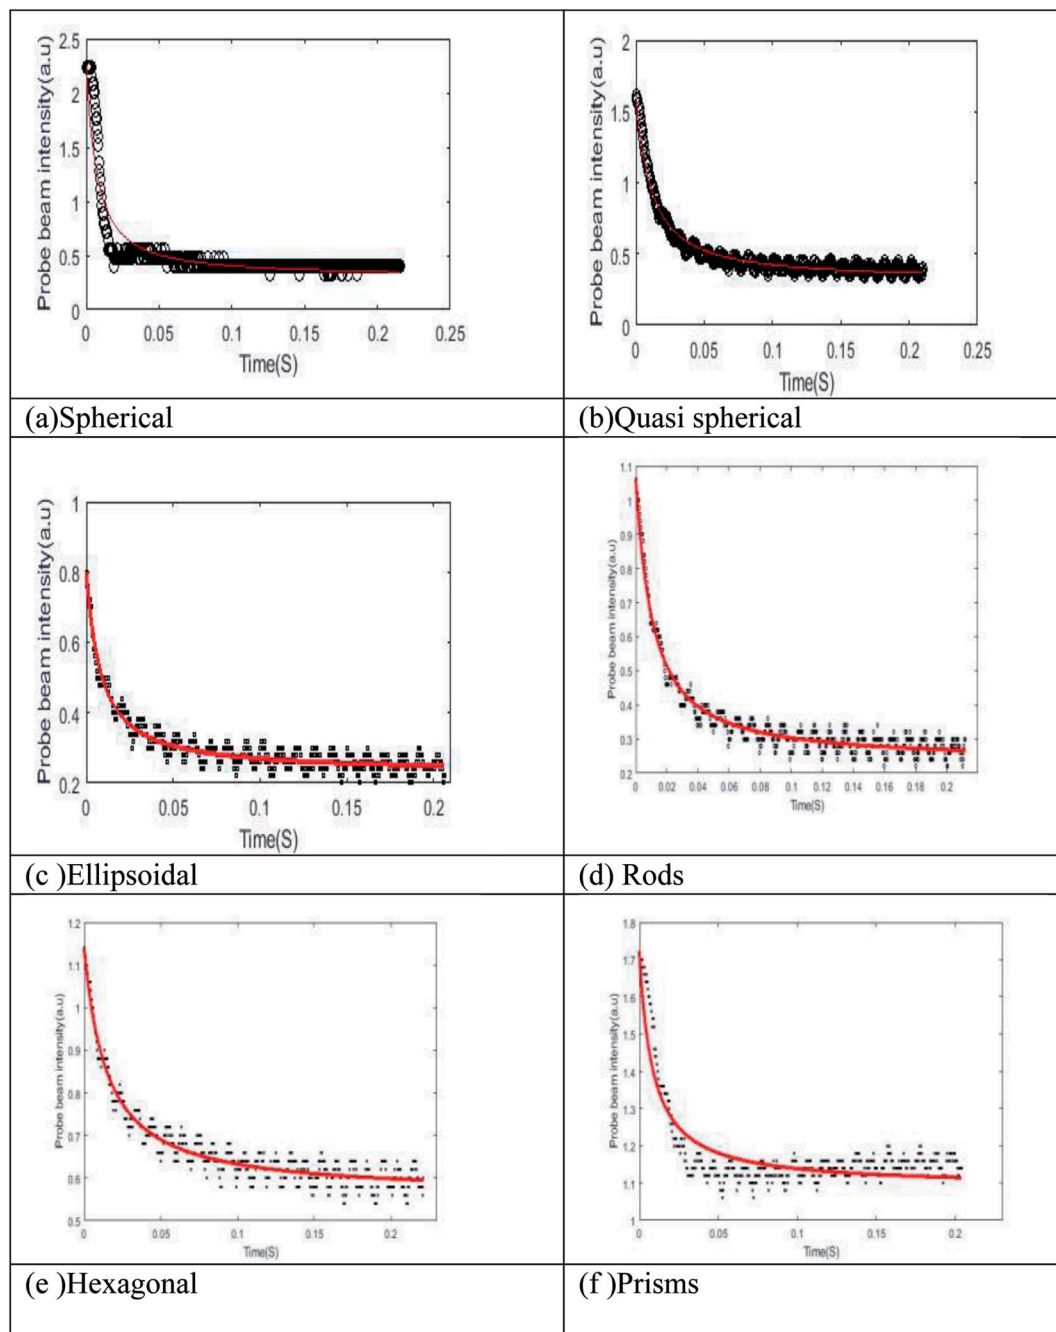 2.5
2
1.5
1
0.5
0
0 0.05 0.1 0.15 0.2 0.25
Probe beam intensity(a.u)
Time(S)
2
1.5
1
0.5
0
0 0.05 0.1 0.15 0.2 0.25
Probe beam intensity(a.u)
Time(S)
(a)Spherical
(b)Quasi spherical
1
0.8
0.6
0.4
0.2
0 0.05 0.1 0.15 0.2
Probe beam intensity(a.u)
Time(S)
1.1
1
0.9
0.8
0.7
0.6
0.5
0.4
0.3
0.2
0 0.02 0.04 0.06 0.08 0.1 0.12 0.14 0.16 0.18 0.2
Probe beam intensity(a.u)
Time(S)
(c )Ellipsoidal
(d) Rods
1.2
1.1
1
0.9
0.8
0.7
0.6
0.5
0 0.05 0.1 0.15 0.2
Probe beam intensity(a.u)
Time(S)
1.8
1.7
1.6
1.5
1.4
1.3
1.2
1.1
1
0 0.05 0.1 0.15 0.2
Probe beam intensity(a.u)
Time(S)
(e )Hexagonal
(f )Prisms